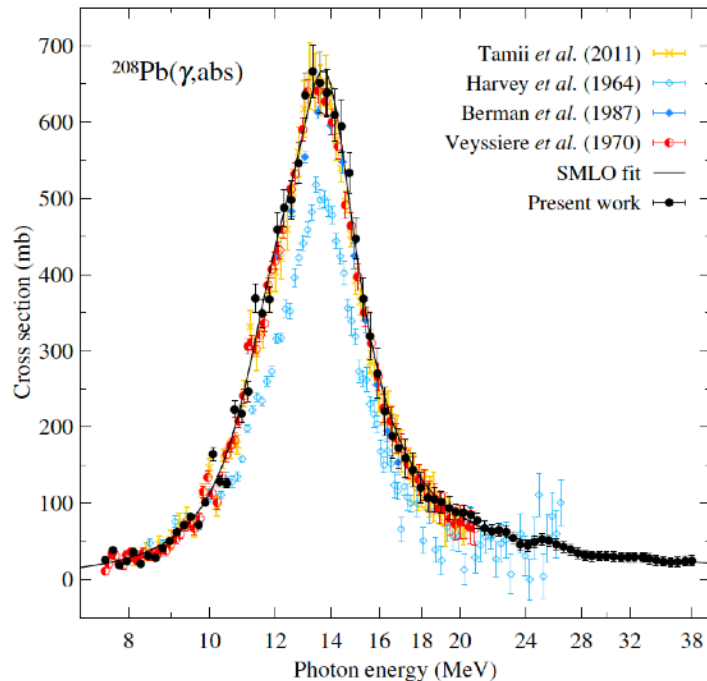 ²⁰⁸Pb(γ,abs)
Tamii et al. (2011)
Harvey et al. (1964)
Berman et al. (1987)
Veyssiere et al. (1970)
SMLO fit
Present work
Cross section (mb)
700
600
500
400
300
200
100
0
8 10 12 14 16 18 20 24 28 32 38
Photon energy (MeV)